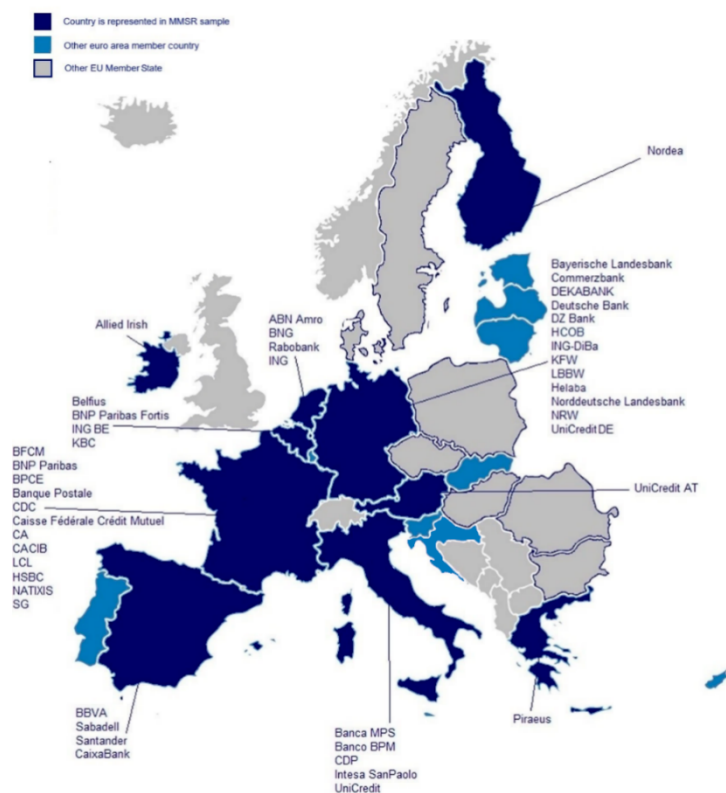 Country is represented in MMSR sample
Other euro area member country
Other EU Member State
Nordea
Bayerische Landesbank
Commerzbank
DEKABANK
Deutsche Bank
DZ Bank
HCOB
ING-DiBa
KFW
LBBW
Helaba
Norddeutsche Landesbank
NRW
UniCredit DE
ABN Amro
BNG
Rabobank
ING
Allied Irish
Belfius
BNP Paribas Fortis
ING BE
KBC
BFCM
BNP Paribas
BPCE
Banque Postale
CDC
Caisse Fédérale Crédit Mutuel
CA
CACIB
LCL
HSBC
NATIXIS
SG
UniCredit AT
BBVA
Sabadell
Santander
CaixaBank
Banca MPS
Banco BPM
CDP
Intesa SanPaolo
UniCredit
Piraeus